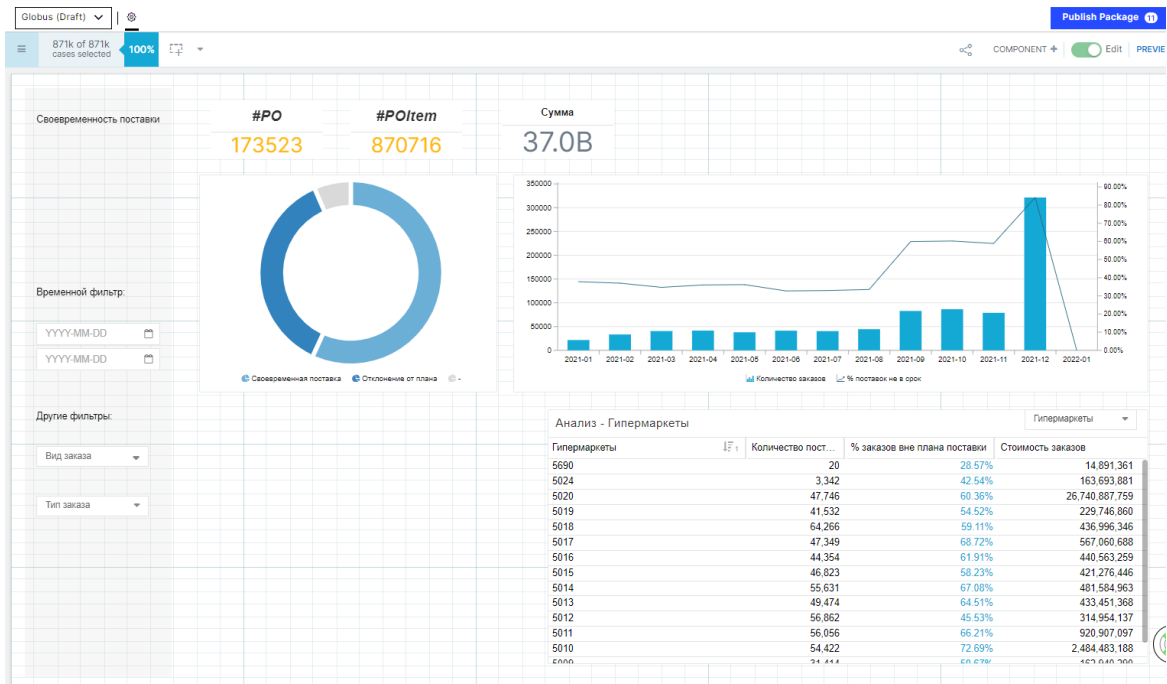 Globus (Draft)
Publish Package 11
871k of 871k
cases selected
100%
COMPONENT +
Edit
PREVIE
Своевременность поставки
#PO
173523
#POItem
870716
Сумма
37.0B
Временной фильтр:
YYYY-MM-DD
YYYY-MM-DD
Другие фильтры:
Вид заказа
Тип заказа
Своевременная поставка
Отклонение от плана
-
350000
300000
250000
200000
150000
100000
50000
0
90.00%
80.00%
70.00%
60.00%
50.00%
40.00%
30.00%
20.00%
10.00%
0.00%
2021-01 2021-02 2021-03 2021-04 2021-05 2021-06 2021-07 2021-08 2021-09 2021-10 2021-11 2021-12 2022-01
Количество заказов % поставок не в срок
Анализ - Гипермаркеты
Гипермаркеты
Гипермаркеты 1 Количество пост... % заказов вне плана поставки Стоимость заказов
5690 20 28.57% 14,891,361
5024 3,342 42.54% 163,693,881
5020 47,746 60.36% 26,740,887,759
5019 41,532 54.52% 229,746,860
5018 64,266 59.11% 436,996,346
5017 47,349 68.72% 567,060,688
5016 44,354 61.91% 440,563,259
5015 46,823 58.23% 421,276,446
5014 55,631 67.08% 481,584,963
5013 49,474 64.51% 433,451,368
5012 56,862 45.53% 314,954,137
5011 56,056 66.21% 920,907,097
5010 54,422 72.69% 2,484,483,188